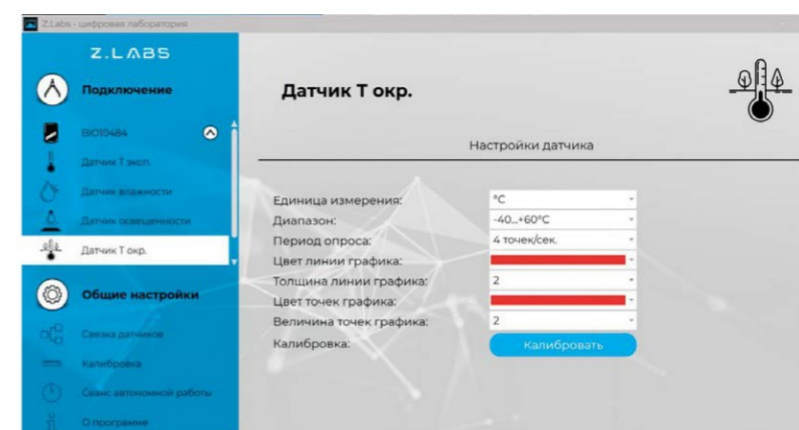 Z.Labs - цифровая лаборатория
Z.LABS
Подключение
BIO10484
Датчик Т эксп.
Датчик влажности
Датчик освещенности
Датчик Т окр.
Общие настройки
Связка датчиков
Калибровка
Сеанс автономной работы
О программе
Датчик Т окр.
Настройки датчика
Единица измерения: °C
Диапазон: -40...+60°C
Период опроса: 4 точек/сек.
Цвет линии графика:
Толщина линии графика: 2
Цвет точек графика:
Величина точек графика: 2
Калибровка: Калибровать